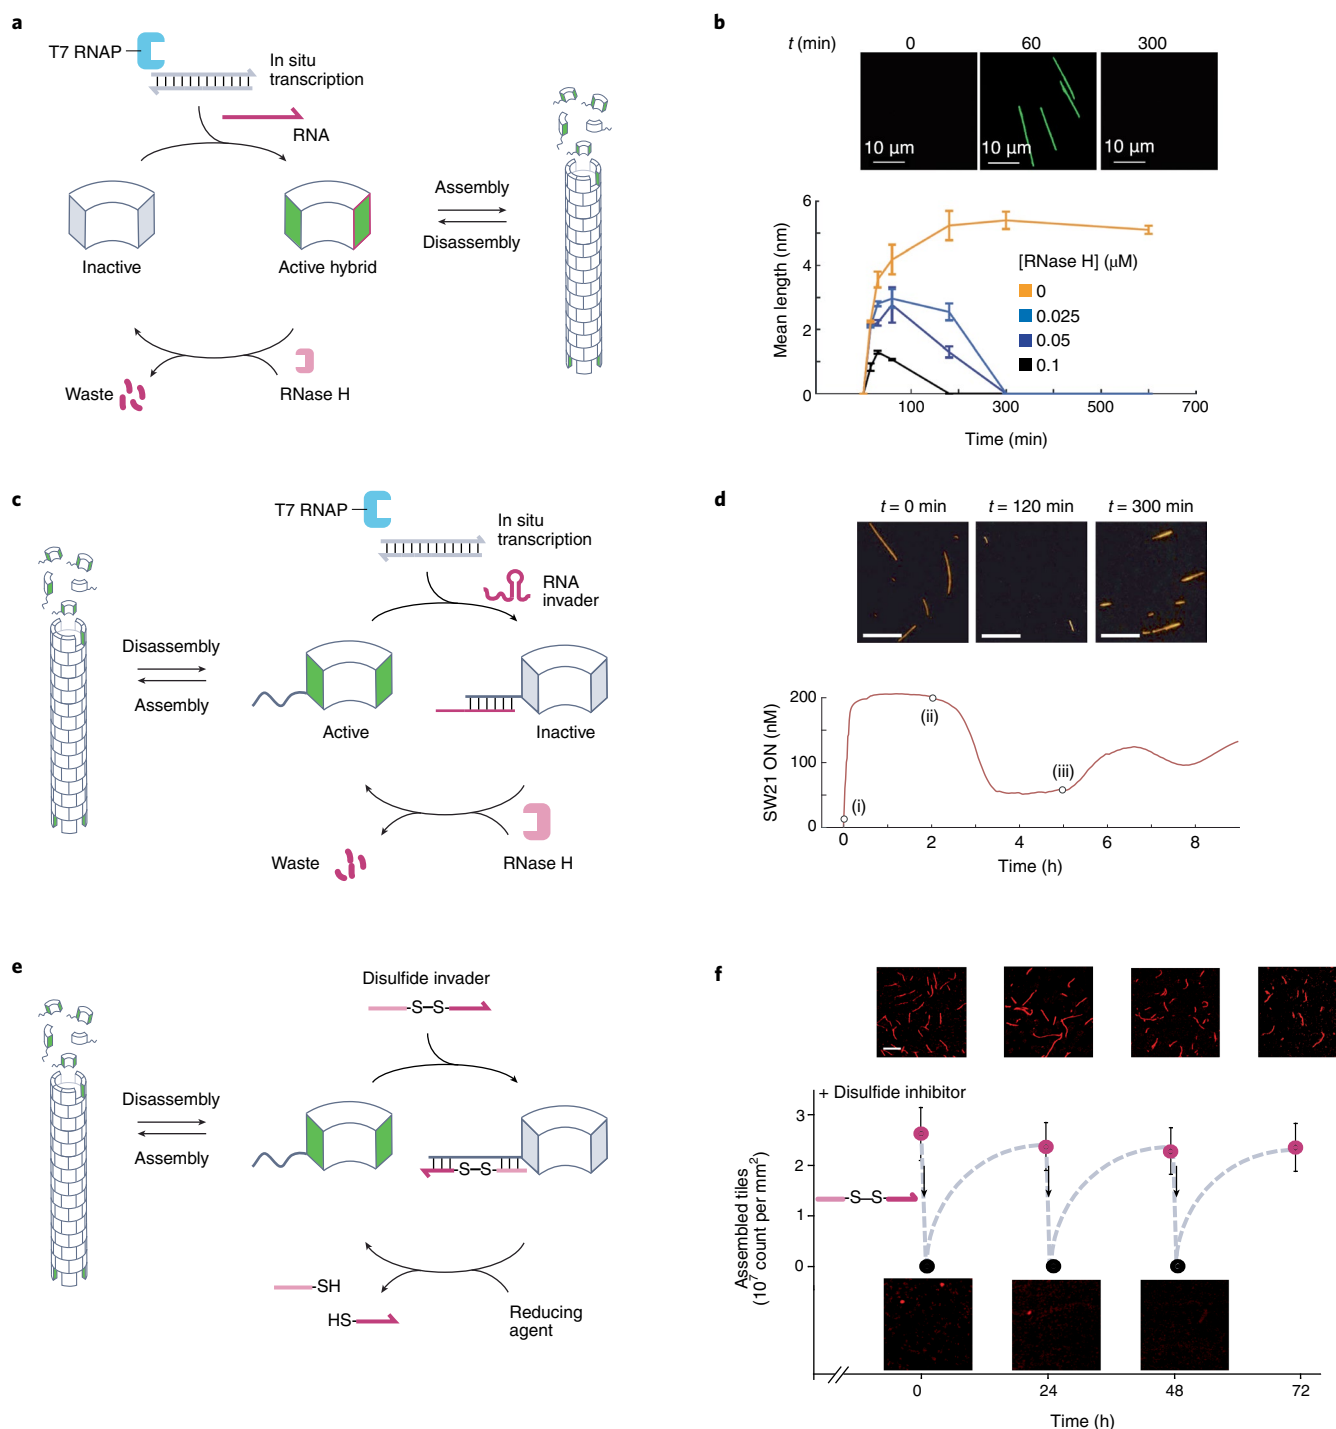 a
T7 RNAP
In situ
transcription
RNA
Inactive
Active hybrid
Assembly
Disassembly
Waste
RNase H
b
t (min)
0
60
300
10 μm
10 μm
10 μm
Mean length (nm)
6
4
2
0
[RNase H] (μM)
0
0.025
0.05
0.1
100
300
500
700
Time (min)
c
T7 RNAP
In situ
transcription
RNA
invader
Disassembly
Assembly
Active
Inactive
Waste
RNase H
d
t = 0 min
t = 120 min
t = 300 min
SW21 ON (nM)
200
100
0
(i)
(ii)
(iii)
0
2
4
6
8
Time (h)
e
Disulfide invader
S–S
Disassembly
Assembly
S–S
SH
HS
Reducing
agent
f
+ Disulfide inhibitor
Assembled tiles
(10⁷ count per mm²)
3
2
1
0
S–S
0
24
48
72
Time (h)